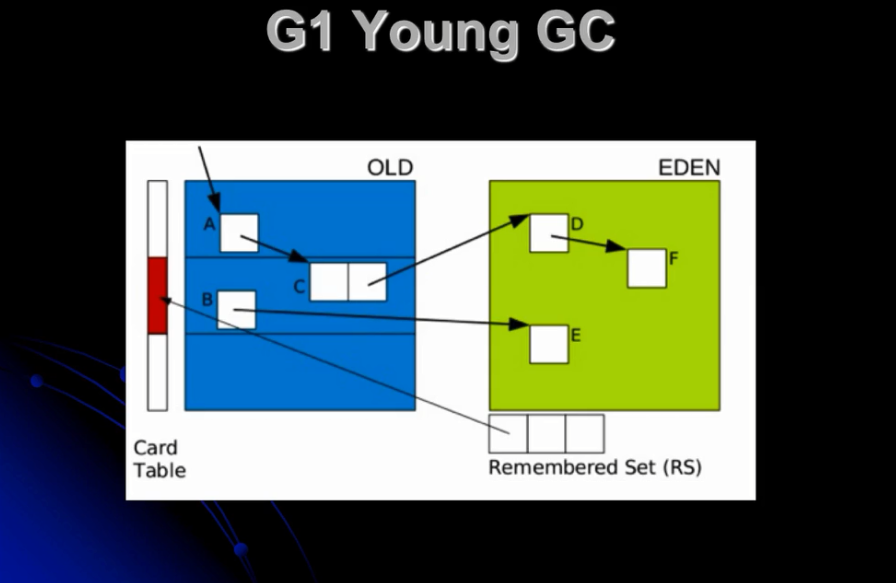 G1 Young GC
OLD
EDEN
A
D
C
F
B
E
Card
Table
Remembered Set (RS)